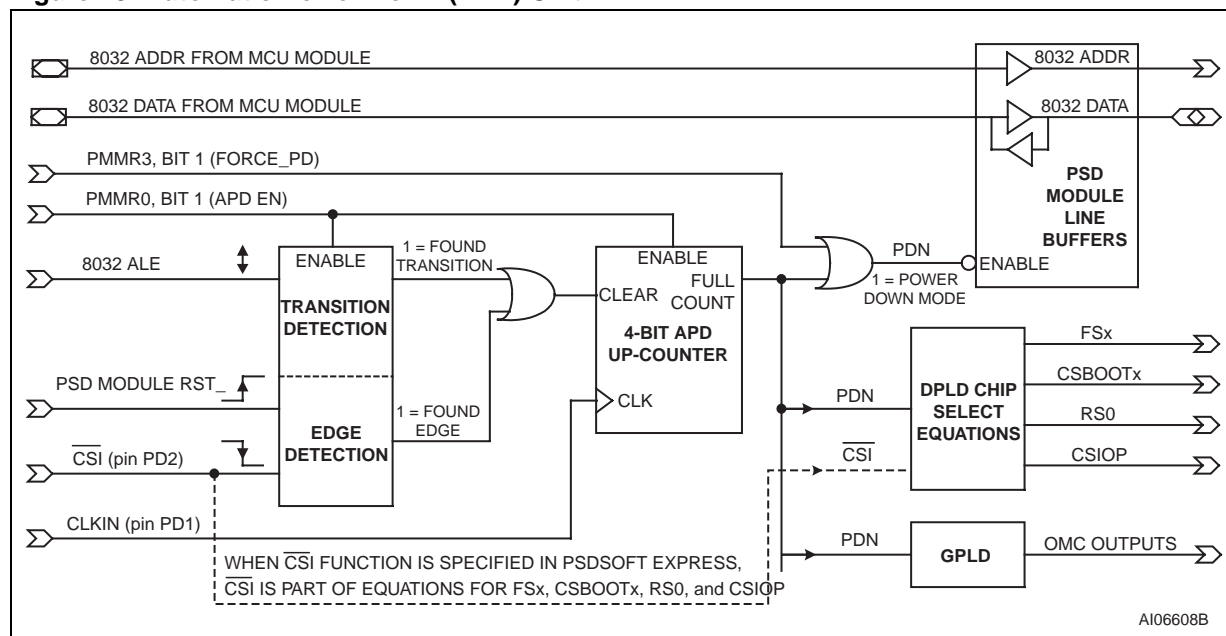 8032 ADDR FROM MCU MODULE
8032 ADDR
8032 DATA FROM MCU MODULE
8032 DATA
PMMR3, BIT 1 (FORCE_PD)
PSD
MODULE
LINE
BUFFERS
PMMR0, BIT 1 (APD EN)
8032 ALE
ENABLE
TRANSITION
DETECTION
1 = FOUND
TRANSITION
ENABLE
FULL
COUNT
CLEAR
4-BIT APD
UP-COUNTER
CLK
PDN
1 = POWER
DOWN MODE
ENABLE
PSD MODULE RST_
EDGE
DETECTION
1 = FOUND
EDGE
CSI (pin PD2)
CLKIN (pin PD1)
PDN
CSI
DPLD CHIP
SELECT
EQUATIONS
FSx
CSBOOTx
RS0
CSIOP
PDN
GPLD
OMC OUTPUTS
WHEN CSI FUNCTION IS SPECIFIED IN PSDSOFT EXPRESS,
CSI IS PART OF EQUATIONS FOR FSx, CSBOOTx, RS0, and CSIOP
AI06608B